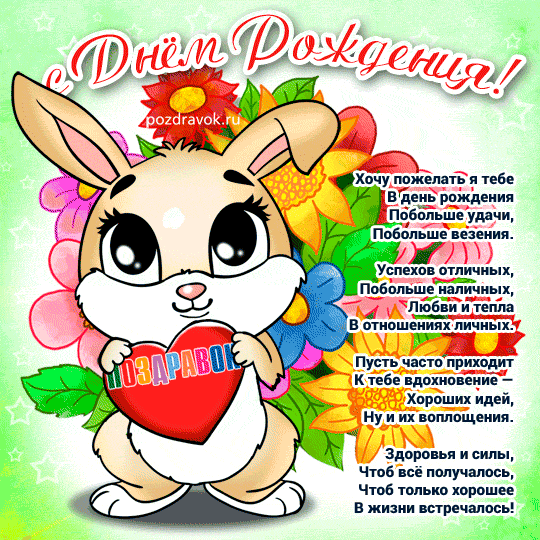 с Днём Рождения!
pozdravok.ru
Хочу пожелать я тебе
В день рождения
Побольше удачи,
Побольше везения.
Успехов отличных,
Побольше наличных,
Любви и тепла
В отношениях личных.
Пусть часто приходит
К тебе вдохновение —
Хороших идей,
Ну и их воплощения.
ПОЗДРАВОК
Здоровья и силы,
Чтоб всё получалось,
Чтоб только хорошее
В жизни встречалось!